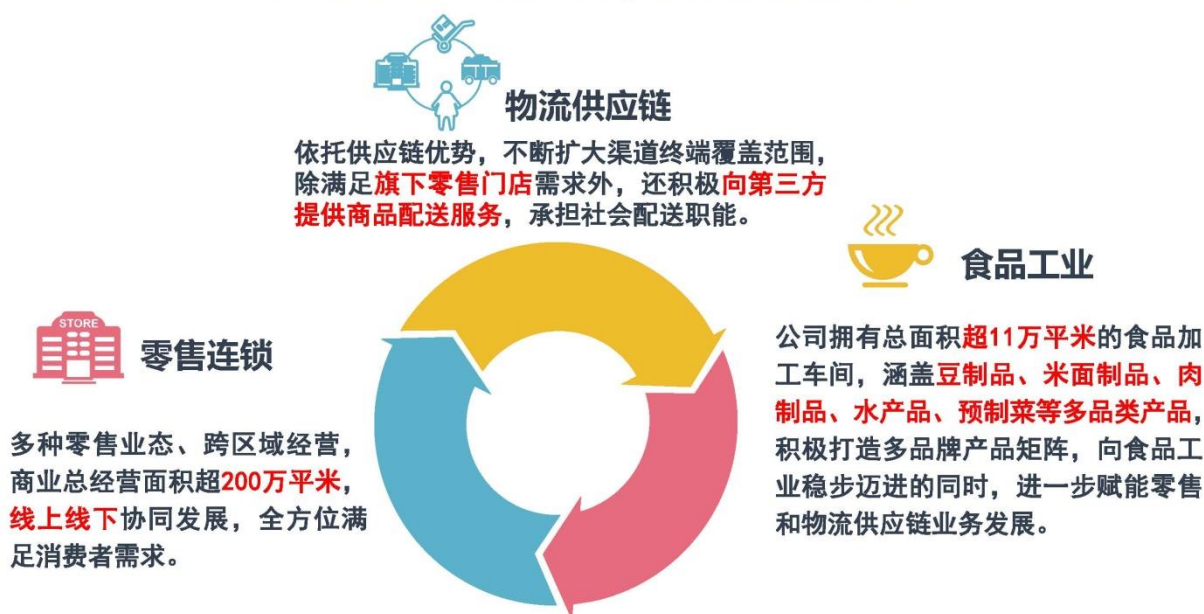 物流供应链
依托供应链优势，不断扩大渠道终端覆盖范围，
除满足旗下零售门店需求外，还积极向第三方
提供商品配送服务，承担社会配送职能。
食品工业
公司拥有总面积超11万平米的食品加
工车间，涵盖豆制品、米面制品、肉
制品、水产品、预制菜等多品类产品，
积极打造多品牌产品矩阵，向食品工
业稳步迈进的同时，进一步赋能零售
和物流供应链业务发展。
STORE
零售连锁
多种零售业态、跨区域经营，
商业总经营面积超200万平米，
线上线下协同发展，全方位满
足消费者需求。